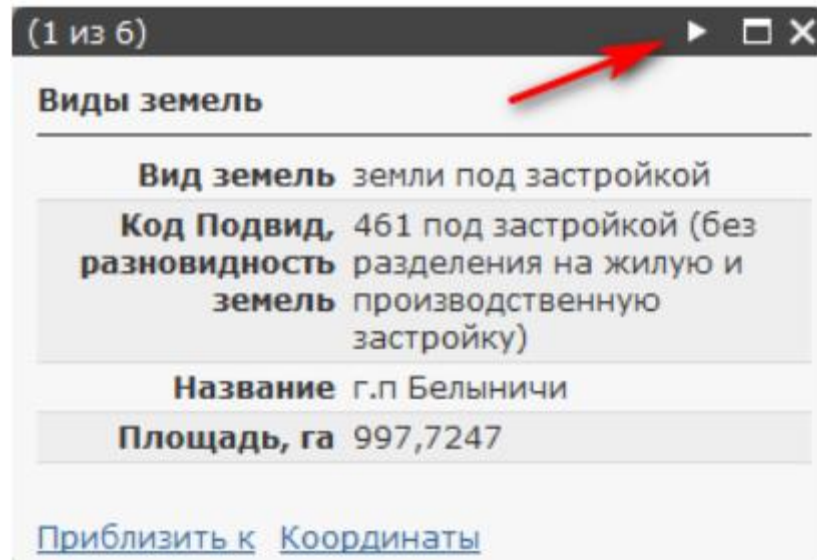 (1 из 6)
Виды земель
Вид земель земли под застройкой
Код Подвид, 461 под застройкой (без
разновидность разделения на жилую и
земель производственную
застройку)
Название г.п Белыничи
Площадь, га 997,7247
Приблизить к Координаты